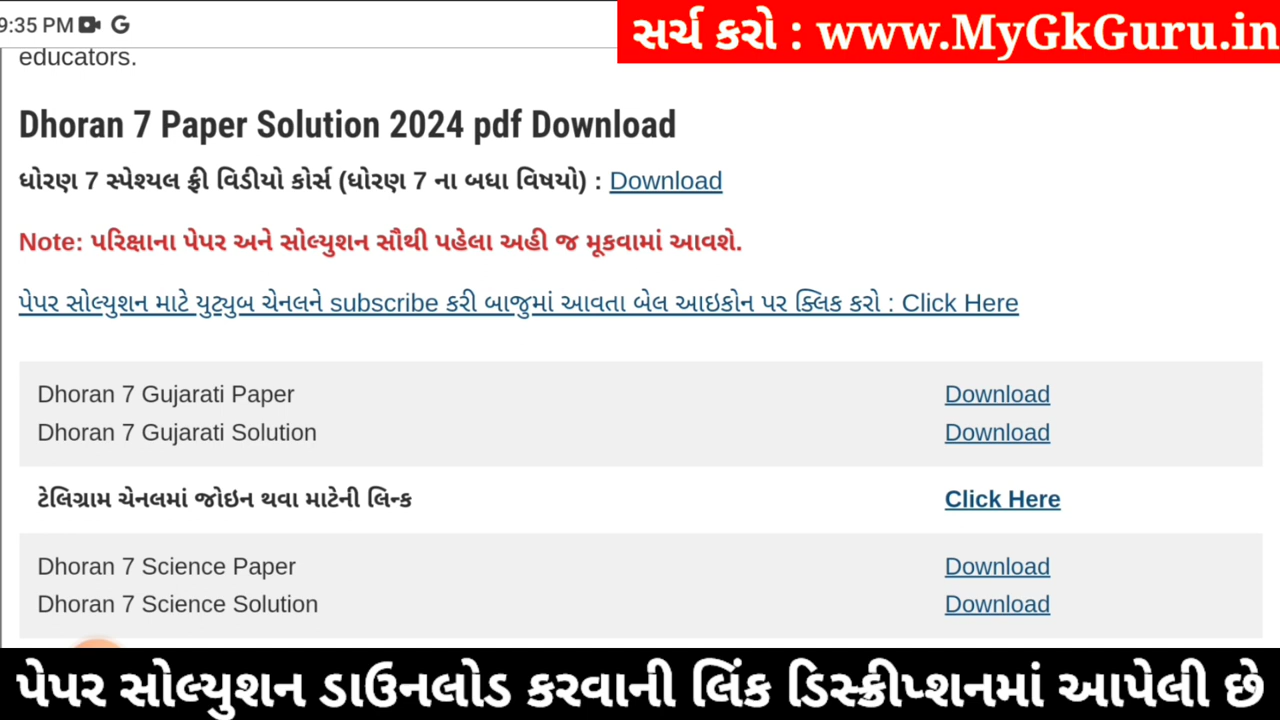 9:35 PM
સર્ચ કરો : www.MyGkGuru.in
educators.
Dhoran 7 Paper Solution 2024 pdf Download
ધોરણ 7 સ્પેશ્યલ ફ્રી વિડીયો કોર્સ (ધોરણ 7 ના બધા વિષયો) : Download
Note: પરિક્ષાના પેપર અને સોલ્યુશન સૌથી પહેલા અહી જ મૂકવામાં આવશે.
પેપર સોલ્યુશન માટે યુટ્યુબ ચેનલને subscribe કરી બાજુમાં આવતા બેલ આઇકોન પર ક્લિક કરો : Click Here
Dhoran 7 Gujarati Paper Download
Dhoran 7 Gujarati Solution Download
ટેલિગ્રામ ચેનલમાં જોઇન થવા માટેની લિન્ક Click Here
Dhoran 7 Science Paper Download
Dhoran 7 Science Solution Download
પેપર સોલ્યુશન ડાઉનલોડ કરવાની લિંક ડિસ્ક્રીપ્શનમાં આપેલી છે